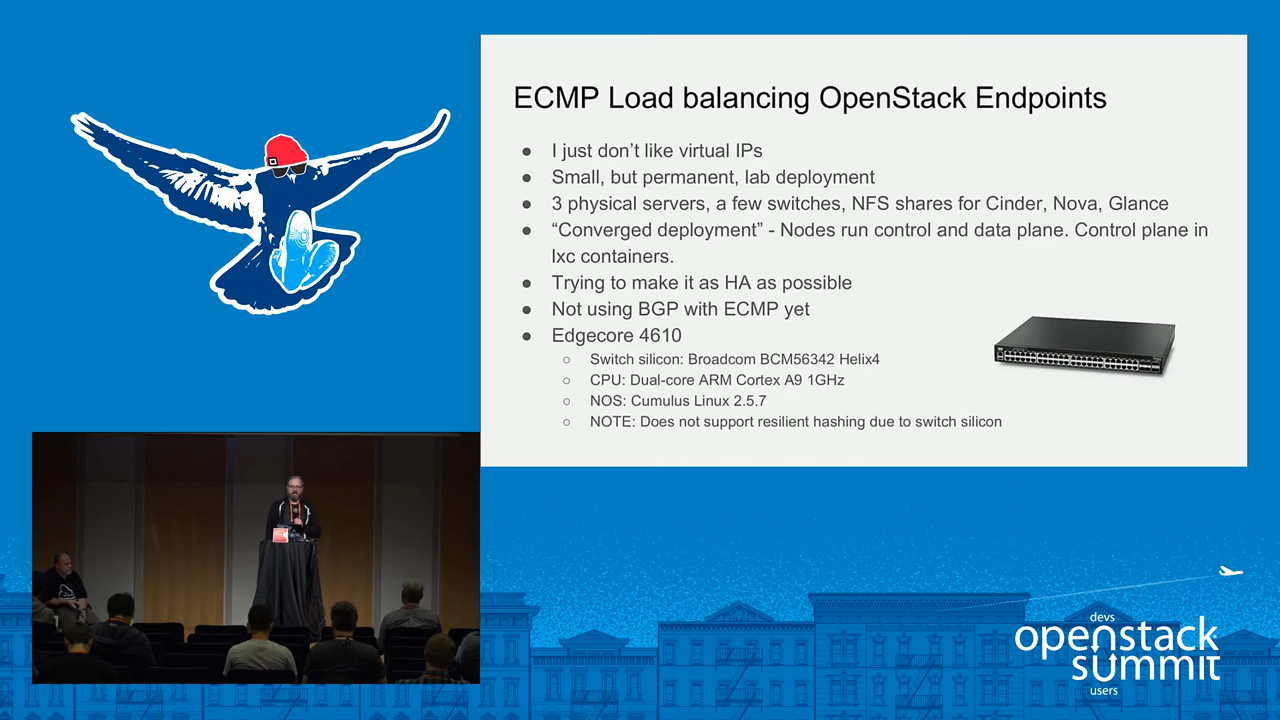 ECMP Load balancing OpenStack Endpoints
● I just don’t like virtual IPs
● Small, but permanent, lab deployment
● 3 physical servers, a few switches, NFS shares for Cinder, Nova, Glance
● “Converged deployment” - Nodes run control and data plane. Control plane in
lxc containers.
● Trying to make it as HA as possible
● Not using BGP with ECMP yet
● Edgecore 4610
○ Switch silicon: Broadcom BCM56342 Helix4
○ CPU: Dual-core ARM Cortex A9 1GHz
○ NOS: Cumulus Linux 2.5.7
○ NOTE: Does not support resilient hashing due to switch silicon
devs
openstack
summit
users